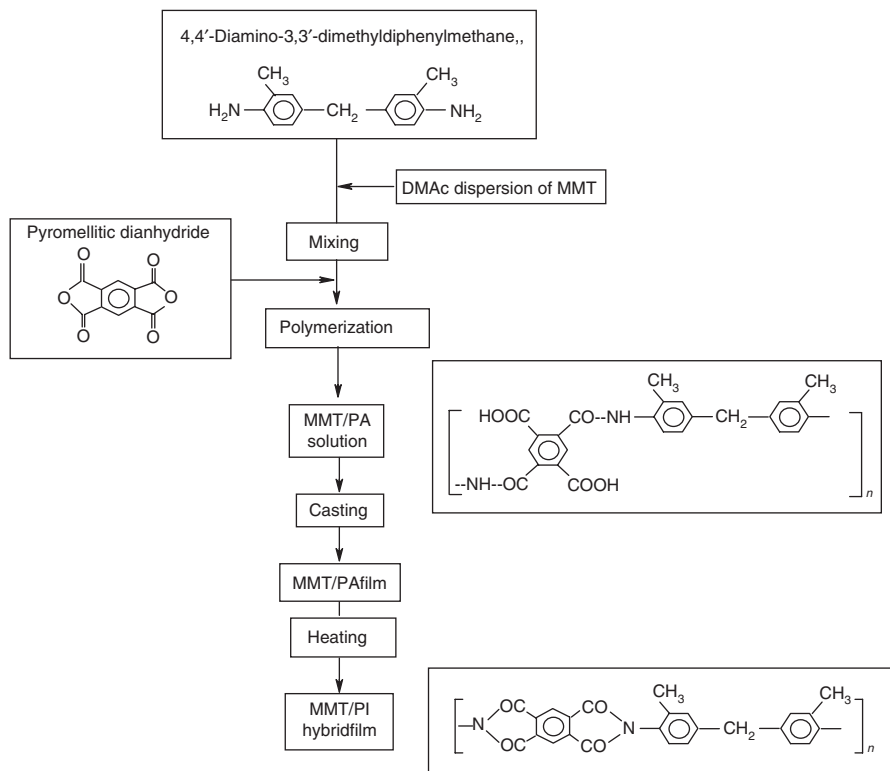 4,4′-Diamino-3,3′-dimethyldiphenylmethane,,
CH3
CH3
H2N
CH2
NH2
DMAc dispersion of MMT
Mixing
Pyromellitic dianhydride
O
O
O
O
O
O
Polymerization
MMT/PA
solution
Casting
MMT/PAfilm
Heating
MMT/PI
hybridfilm
CH3
CH3
HOOC
CO--NH
CH2
--NH--OC
COOH
n
CH3
CH3
OC
CO
N
N
CH2
OC
CO
n